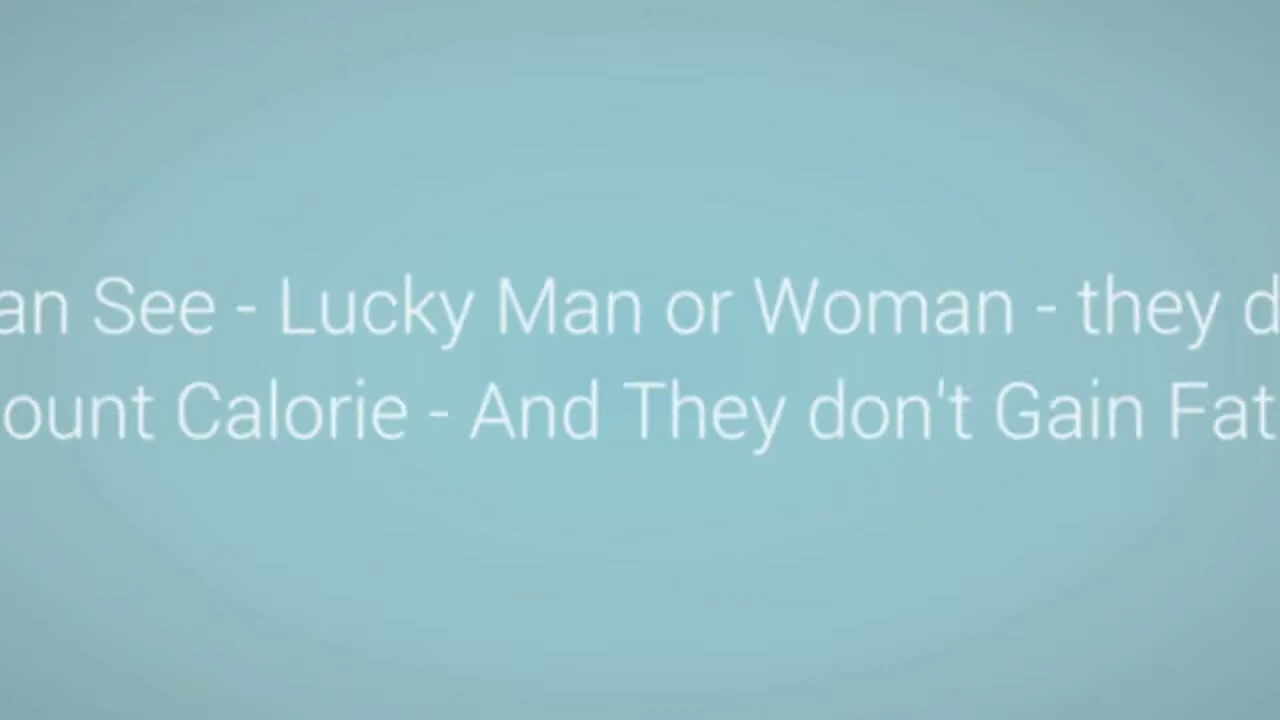 an See - Lucky Man or Woman - they d
ount Calorie - And They don't Gain Fat